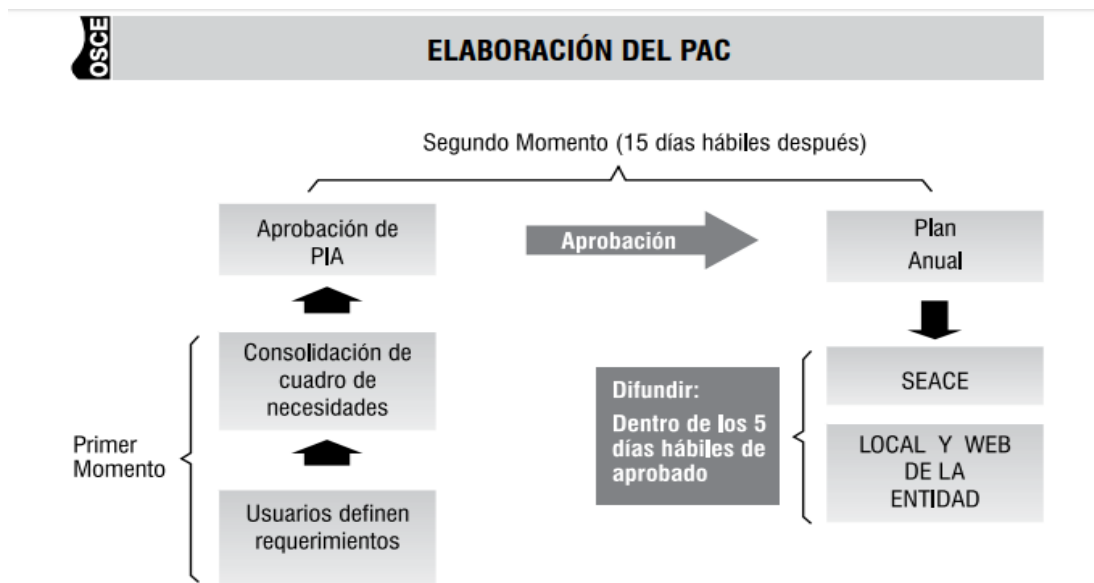 OSCE
ELABORACIÓN DEL PAC
Segundo Momento (15 días hábiles después)
Aprobación de
PIA
Aprobación
Plan
Anual
Consolidación de
cuadro de
necesidades
Primer
Momento
Usuarios definen
requerimientos
Difundir:
Dentro de los 5
días hábiles de
aprobado
SEACE
LOCAL Y WEB
DE LA
ENTIDAD